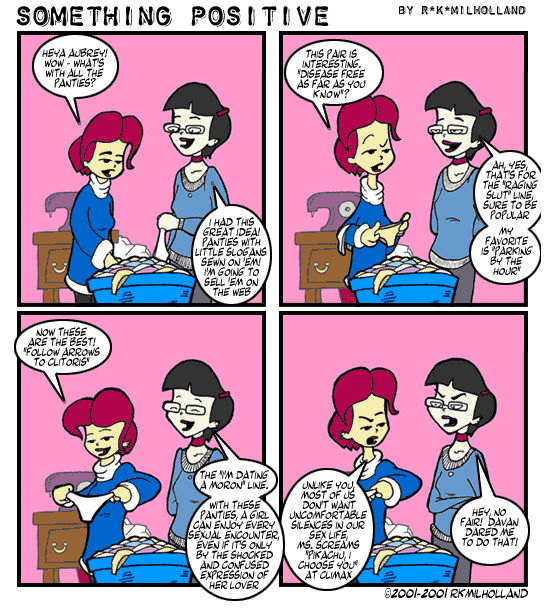 SOMETHING POSITIVE
BY R*K*MILHOLLAND
HEYA AUBREY!
WOW - WHAT'S
WITH ALL THE
PANTIES?
I HAD THIS
GREAT IDEA!
PANTIES WITH
LITTLE SLOGANS
SEWN ON 'EM!
I'M GOING TO
SELL 'EM ON
THE WEB
THIS PAIR IS
INTERESTING.
"DISEASE FREE
AS FAR AS YOU
KNOW"?
AH, YES,
THAT'S FOR
THE "RAGING
SLUT" LINE.
SURE TO BE
POPULAR
MY
FAVORITE
IS "PARKING
BY THE
HOUR"
NOW THESE
ARE THE BEST!
"FOLLOW ARROWS
TO CLITORIS"
THE "I'M DATING
A MORON" LINE.
WITH THESE
PANTIES, A GIRL
CAN ENJOY EVERY
SEXUAL ENCOUNTER,
EVEN IF IT'S ONLY
BY THE SHOCKED
AND CONFUSED
EXPRESSION OF
HER LOVER
UNLIKE YOU,
MOST OF US
DON'T WANT
UNCOMFORTABLE
SILENCES IN OUR
SEX LIFE,
MS. SCREAMS
"PIKACHU, I
CHOOSE YOU"
AT CLIMAX
HEY, NO
FAIR! DAVAN
DARED ME
TO DO THAT!
©2001-2001 RKMILHOLLAND